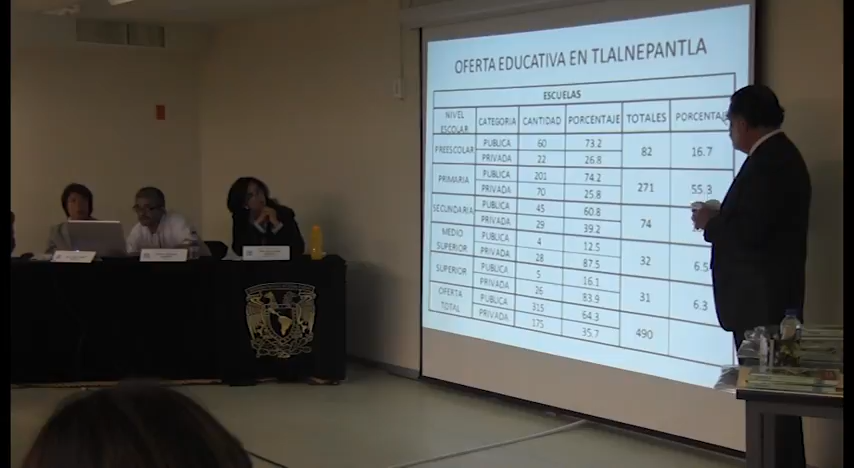 OFERTA EDUCATIVA EN TLALNEPANTLA
ESCUELAS
NIVEL ESCOLAR CATEGORIA CANTIDAD PORCENTAJE TOTALES PORCENTAJ
PREESCOLAR PUBLICA 60 73.2 82 16.7
PRIVADA 22 26.8
PRIMARIA PUBLICA 201 74.2 271 55.3
PRIVADA 70 25.8
SECUNDARIA PUBLICA 45 60.8 74
PRIVADA 29 39.2
MEDIO SUPERIOR PUBLICA 4 12.5 32 6.5
PRIVADA 28 87.5
SUPERIOR PUBLICA 5 16.1 31 6.3
PRIVADA 26 83.9
OFERTA TOTAL PUBLICA 315 64.3 490
PRIVADA 175 35.7